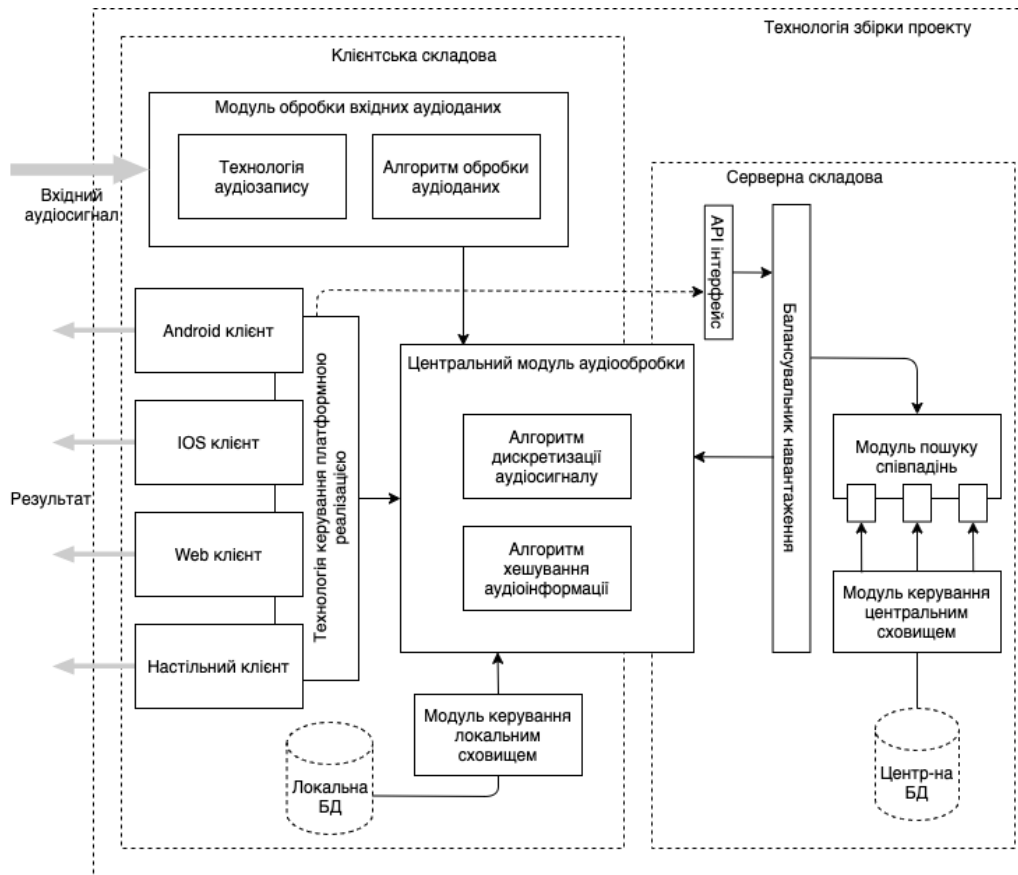 Технологія збірки проекту
Клієнтська складова
Модуль обробки вхідних аудіоданих
Технологія
аудіозапису
Алгоритм обробки
аудіоданих
Вхідний
аудіосигнал
Серверна складова
API інтерфейс
Балансувальник навантаження
Android клієнт
IOS клієнт
Web клієнт
Настільний клієнт
Результат
Технологія керування платформною
реалізацією
Центральний модуль аудіообробки
Алгоритм
дискретизації
аудіосигналу
Алгоритм
хешування
аудіоінформації
Модуль пошуку
співпадінь
Модуль керування
центральним
сховищем
Модуль керування
локальним
сховищем
Локальна
БД
Центр-на
БД